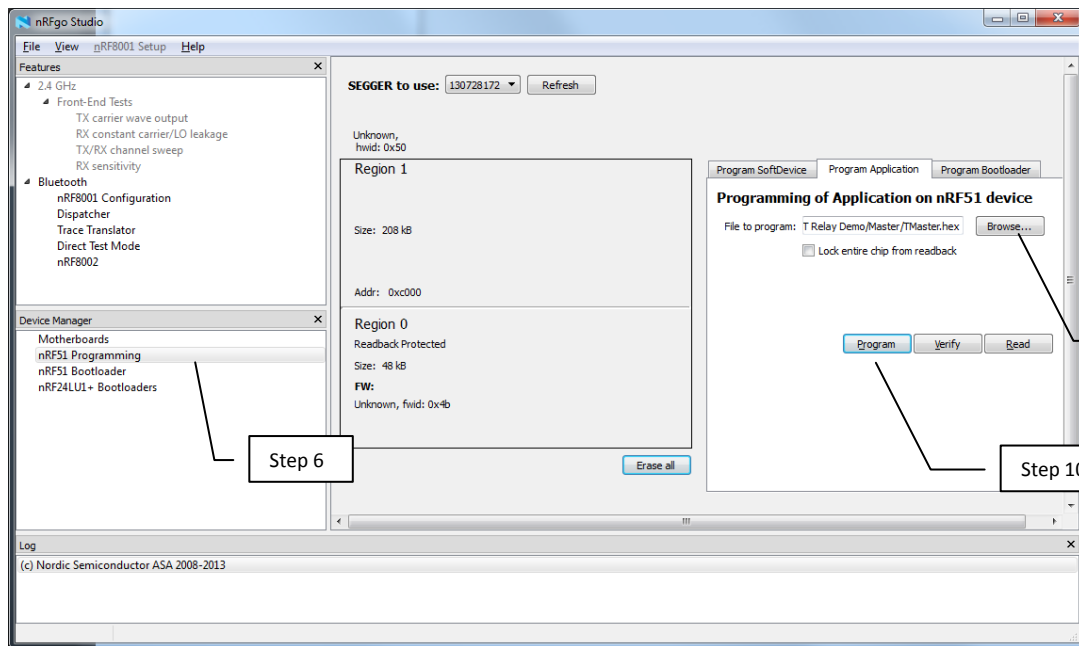 nRFgo Studio
File View nRF8001 Setup Help
Features
2.4 GHz
Front-End Tests
TX carrier wave output
RX constant carrier/LO leakage
TX/RX channel sweep
RX sensitivity
Bluetooth
nRF8001 Configuration
Dispatcher
Trace Translator
Direct Test Mode
nRF8002
Device Manager
Motherboards
nRF51 Programming
nRF51 Bootloader
nRF24LU1+ Bootloaders
Step 6
SEGGER to use: 130728172 Refresh
Unknown,
hwid: 0x50
Region 1
Size: 208 kB
Addr: 0xc000
Region 0
Readback Protected
Size: 48 kB
FW:
Unknown, fwid: 0x4b
Erase all
Program SoftDevice Program Application Program Bootloader
Programming of Application on nRF51 device
File to program: T Relay Demo/Master/TMaster.hex Browse...
Lock entire chip from readback
Program Verify Read
Step 10
Log
(c) Nordic Semiconductor ASA 2008-2013